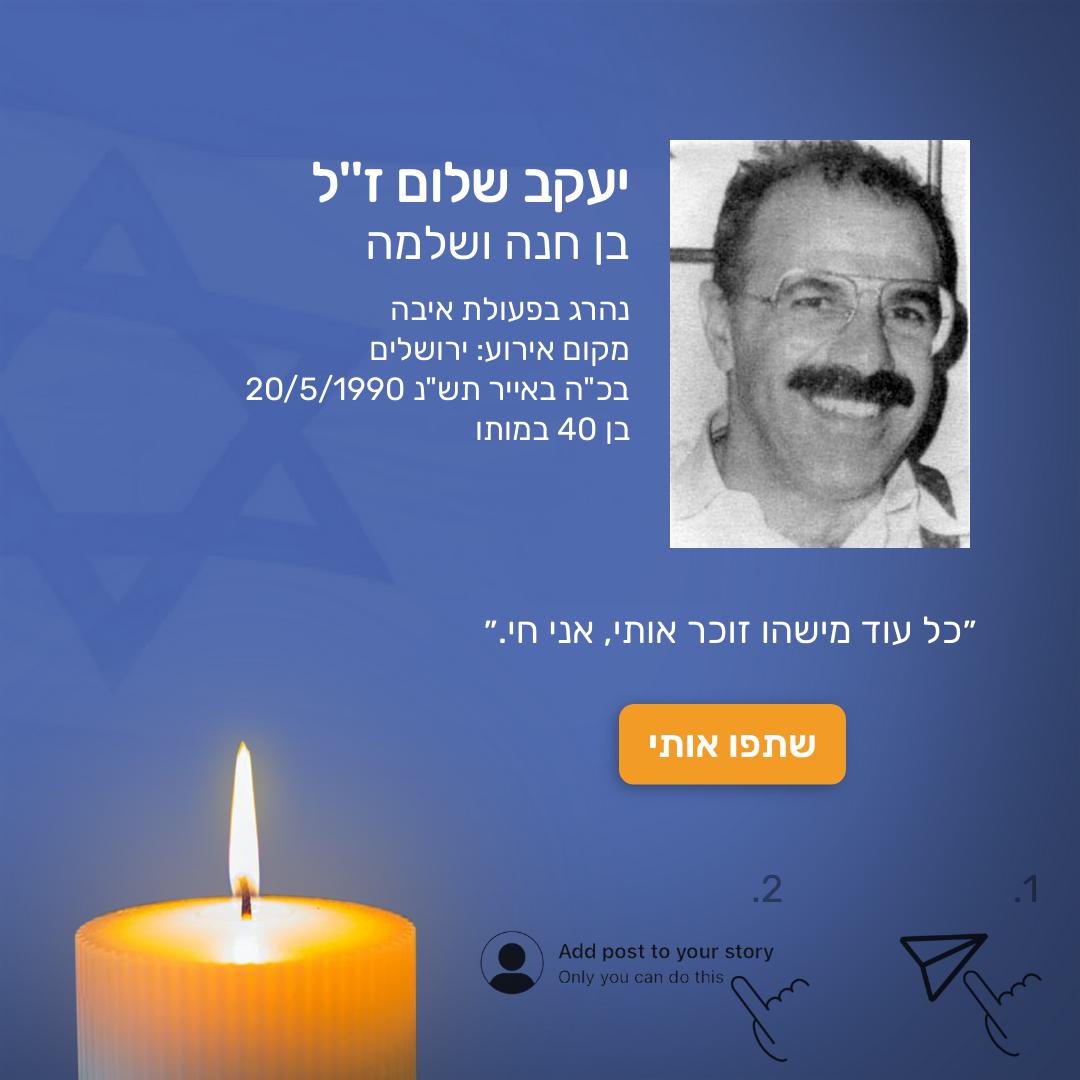 יעקב שלום ז"ל
בן חנה ושלמה
נהרג בפעולת איבה
מקום אירוע: ירושלים
בכ"ה באייר תש"נ 20/5/1990
בן 40 במותו
״כל עוד מישהו זוכר אותי, אני חי.״
שתפו אותי
1.
2.
Add post to your story
Only you can do this